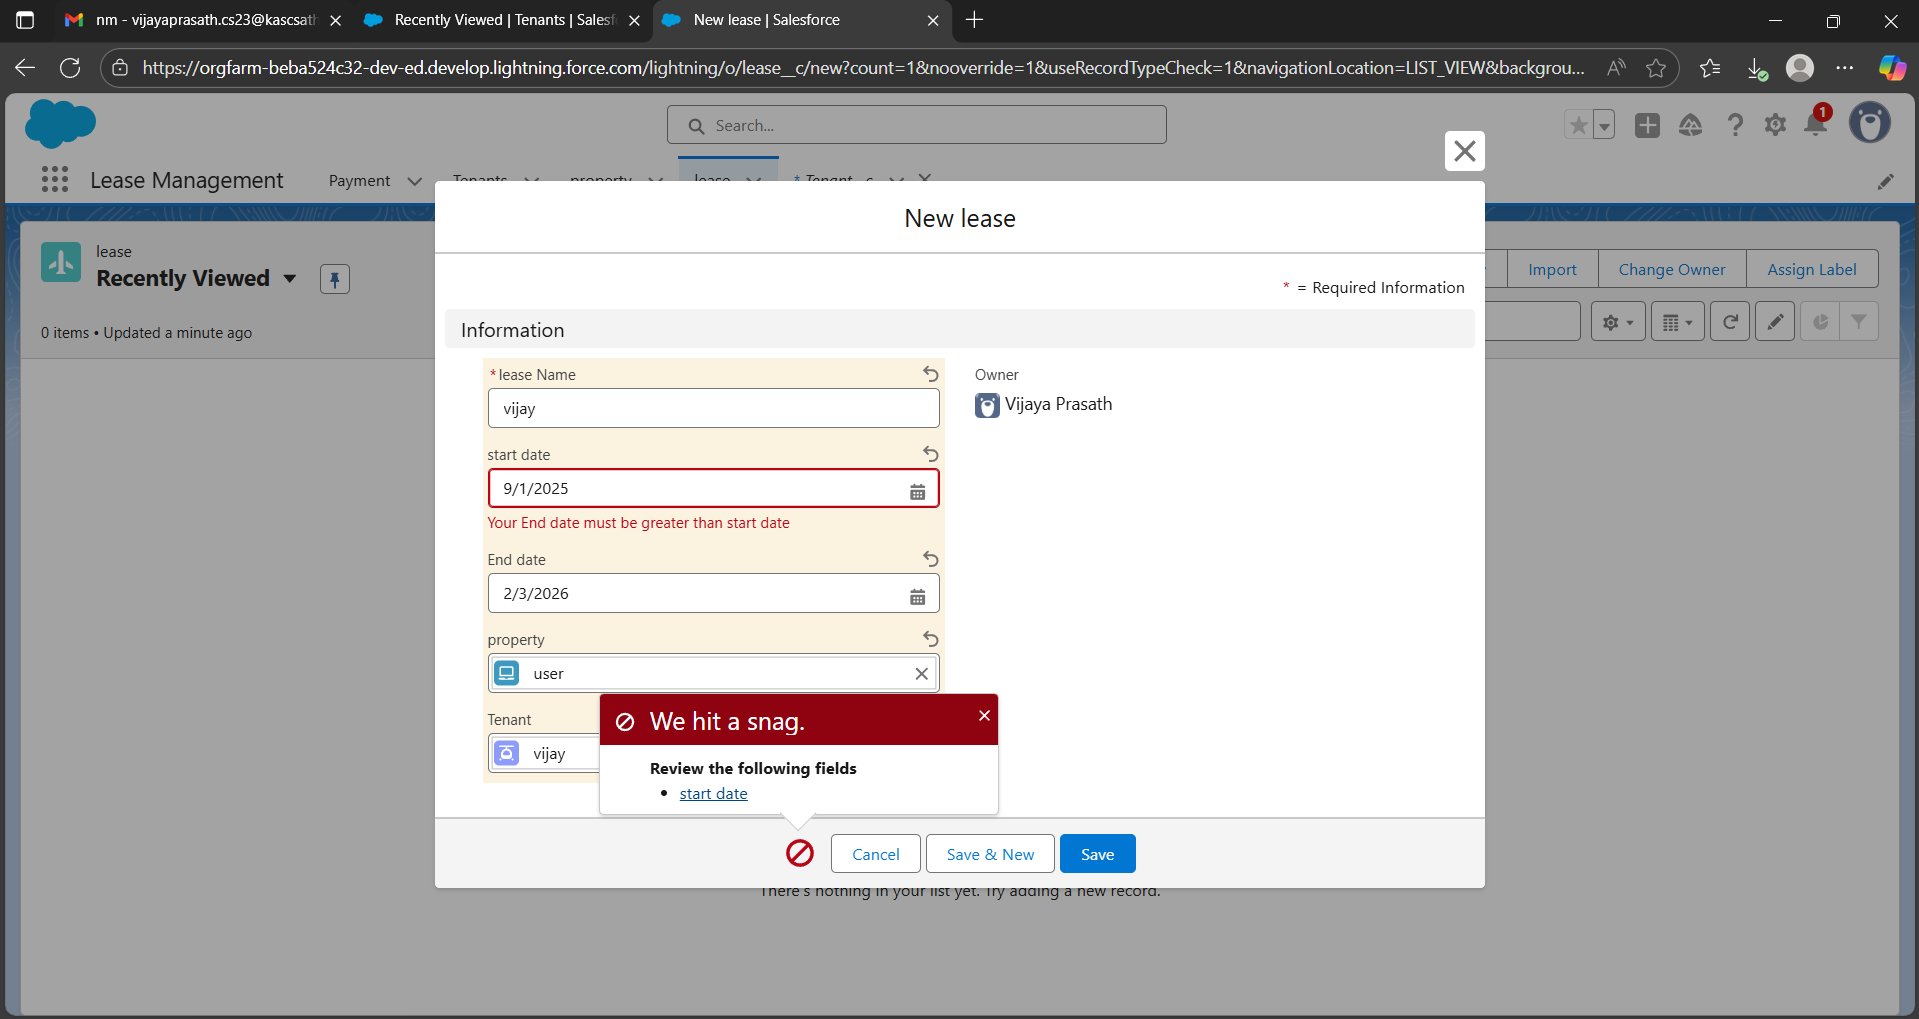 nm - vijayaprasath.cs23@kascsath
Recently Viewed | Tenants | Salesf
New lease | Salesforce
https://orgfarm-beba524c32-dev-ed.develop.lightning.force.com/lightning/o/lease__c/new?count=1&nooverride=1&useRecordTypeCheck=1&navigationLocation=LIST_VIEW&backgrou...
Search...
1
Lease Management
Payment
Tenants
property
lease
* Tenant__c
New lease
lease
Recently Viewed
0 items • Updated a minute ago
Import
Change Owner
Assign Label
* = Required Information
Information
*lease Name
vijay
Owner
Vijaya Prasath
start date
9/1/2025
Your End date must be greater than start date
End date
2/3/2026
property
user
Tenant
vijay
We hit a snag.
Review the following fields
• start date
Cancel
Save & New
Save
There's nothing in your list yet. Try adding a new record.